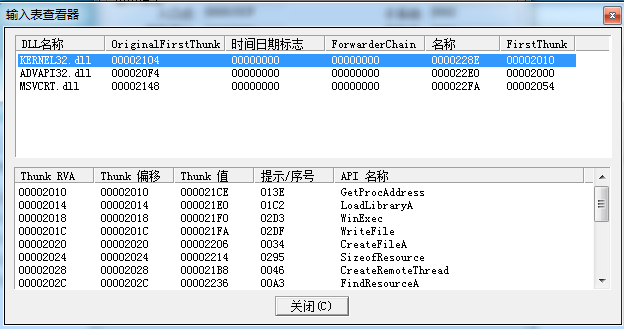 输入表查看器
DLL名称 OriginalFirstThunk 时间日期标志 ForwarderChain 名称 FirstThunk
KERNEL32.dll 00002104 00000000 00000000 0000228E 00002010
ADVAPI32.dll 000020F4 00000000 00000000 000022E0 00002000
MSVCRT.dll 00002148 00000000 00000000 000022FA 00002054
Thunk RVA Thunk 偏移 Thunk 值 提示/序号 API 名称
00002010 00002010 000021CE 013E GetProcAddress
00002014 00002014 000021E0 01C2 LoadLibraryA
00002018 00002018 000021F0 02D3 WinExec
0000201C 0000201C 000021FA 02DF WriteFile
00002020 00002020 00002206 0034 CreateFileA
00002024 00002024 00002214 0295 SizeofResource
00002028 00002028 000021B8 0046 CreateRemoteThread
0000202C 0000202C 00002236 00A3 FindResourceA
关闭(C)